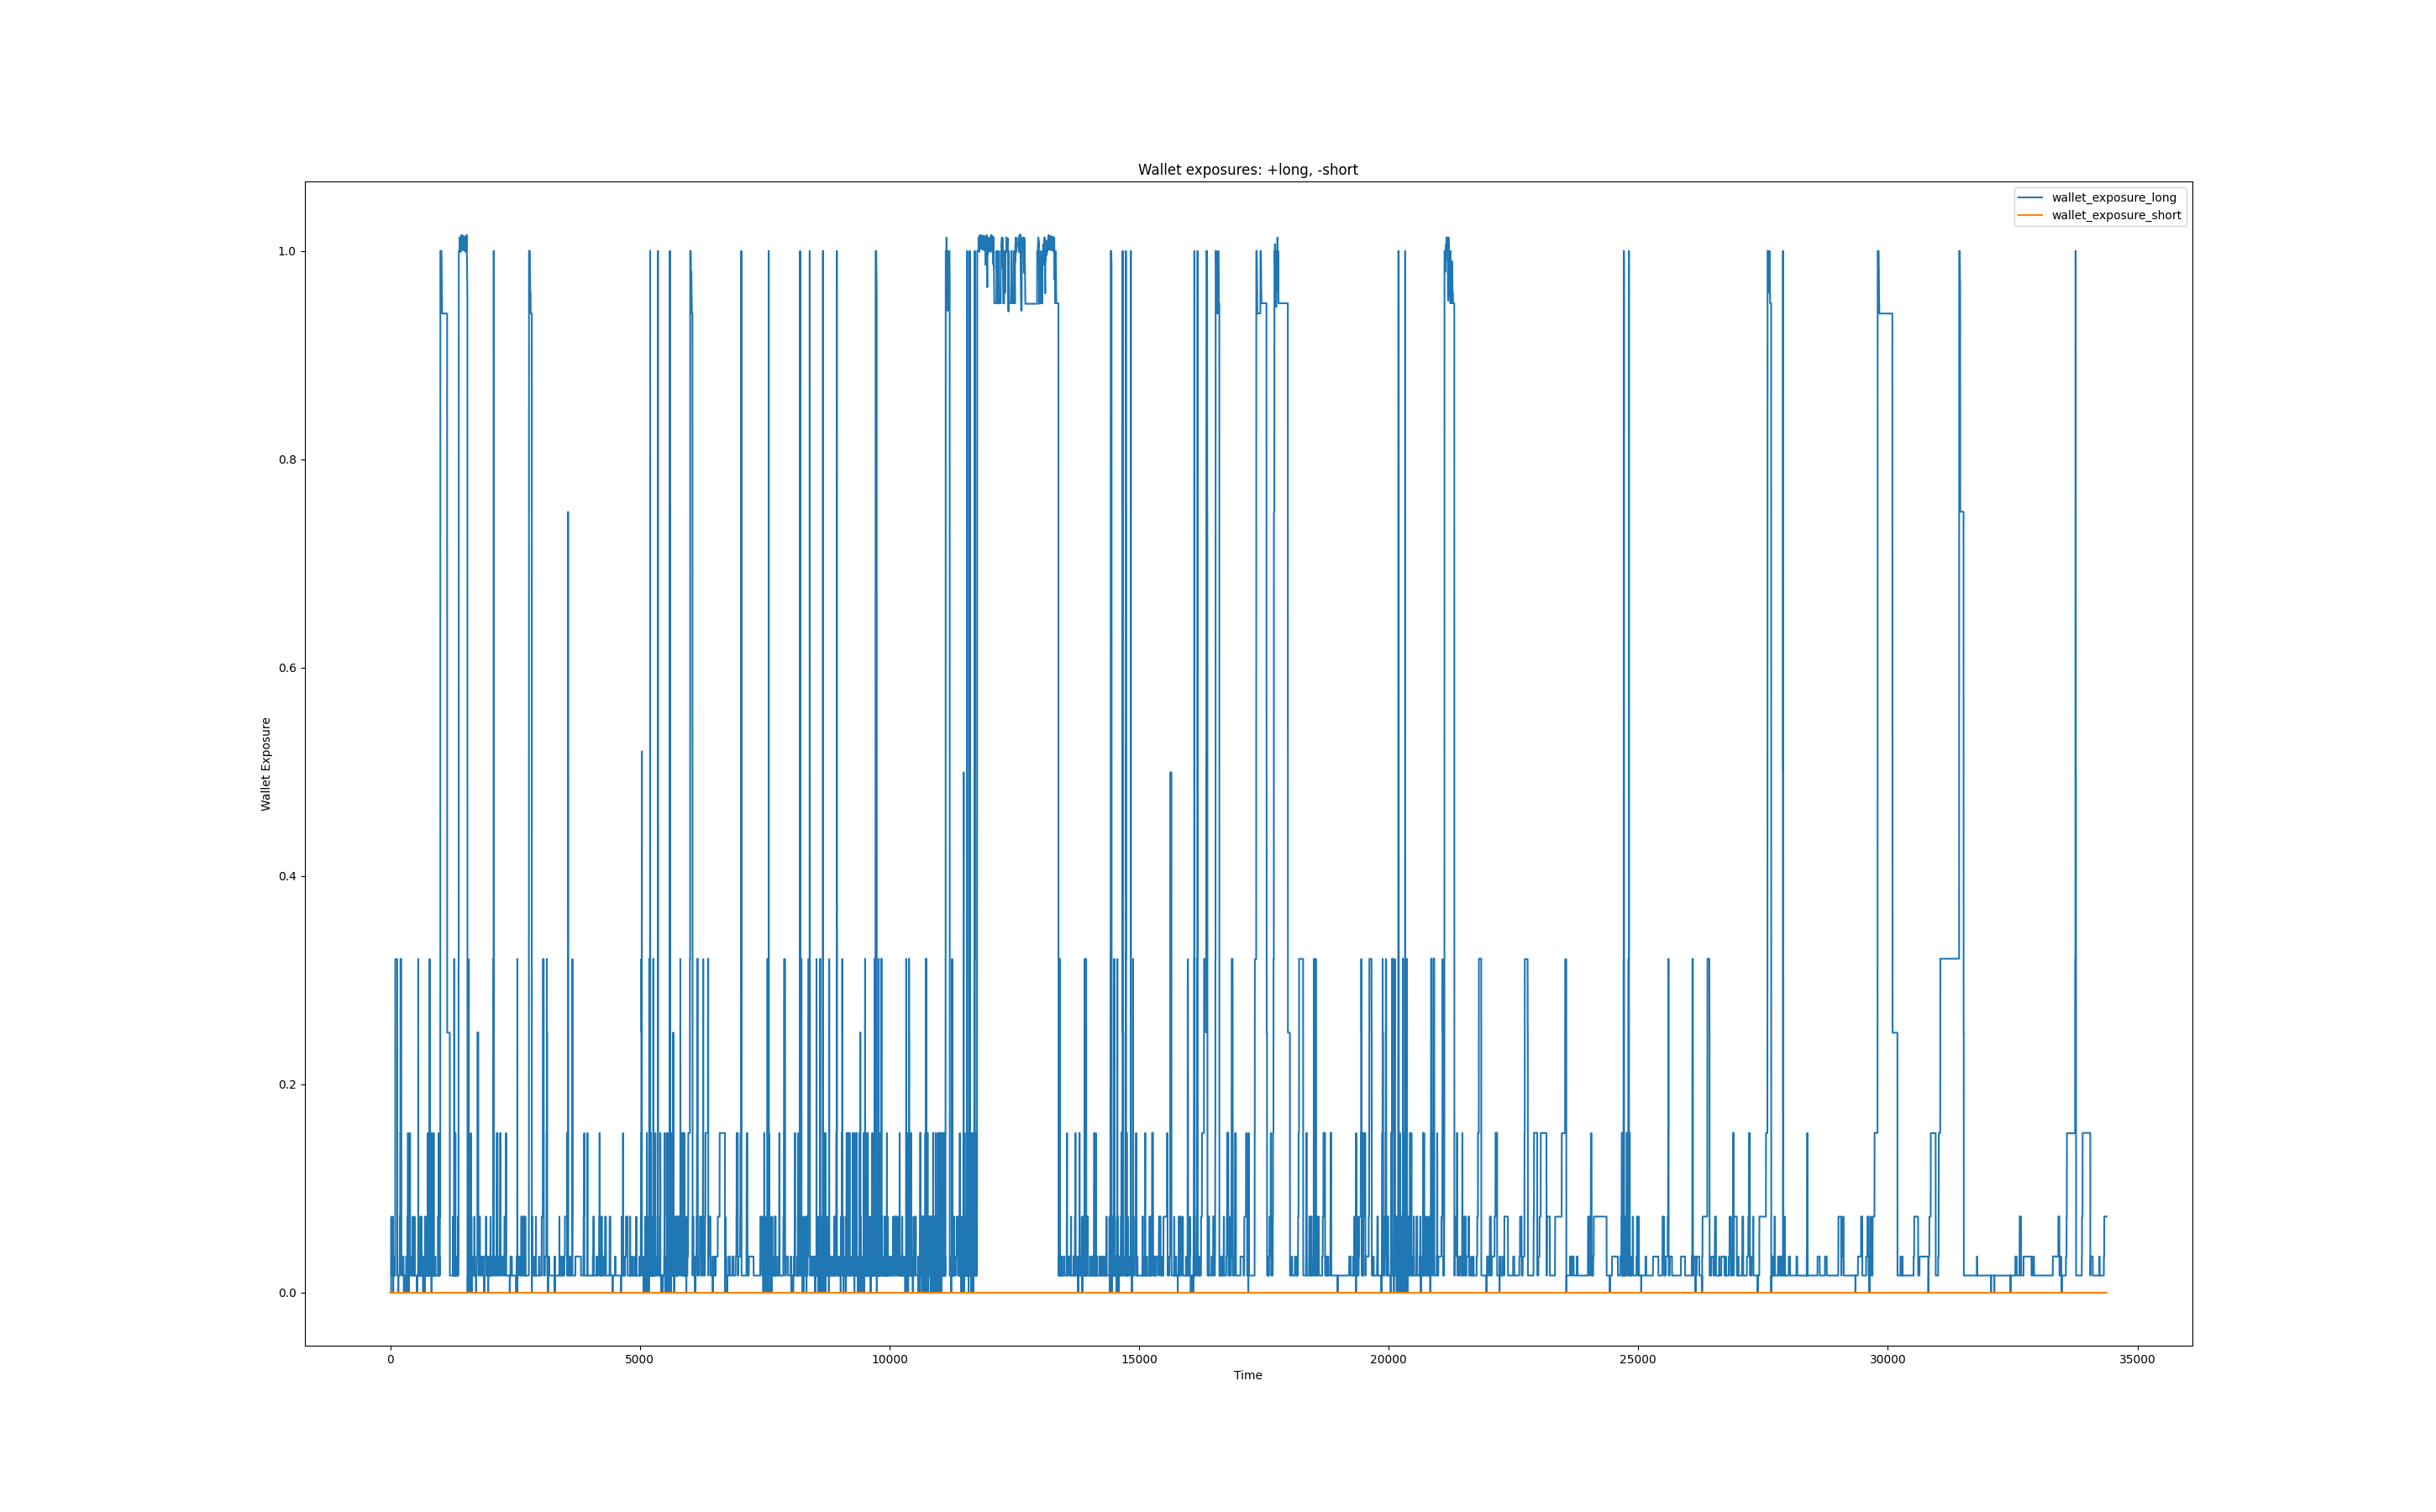 Wallet exposures: +long, -short
wallet_exposure_long
wallet_exposure_short
1.0
0.8
0.6
0.4
0.2
0.0
Wallet Exposure
0 5000 10000 15000 20000 25000 30000 35000
Time